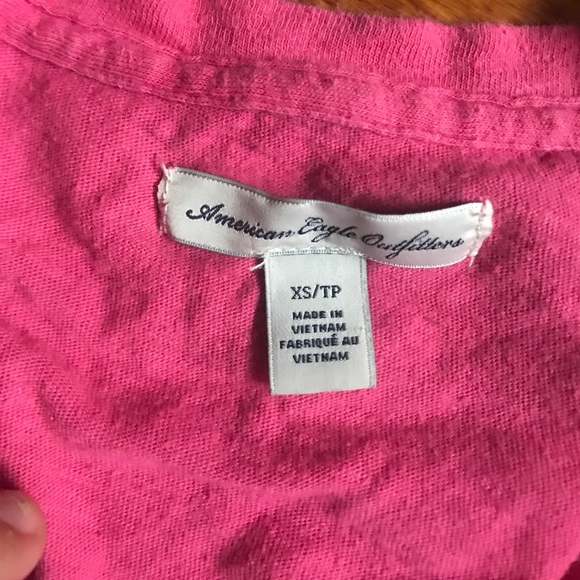 American Eagle Outfitters
XS/TP
MADE IN
VIETNAM
FABRIQUÉ AU
VIETNAM